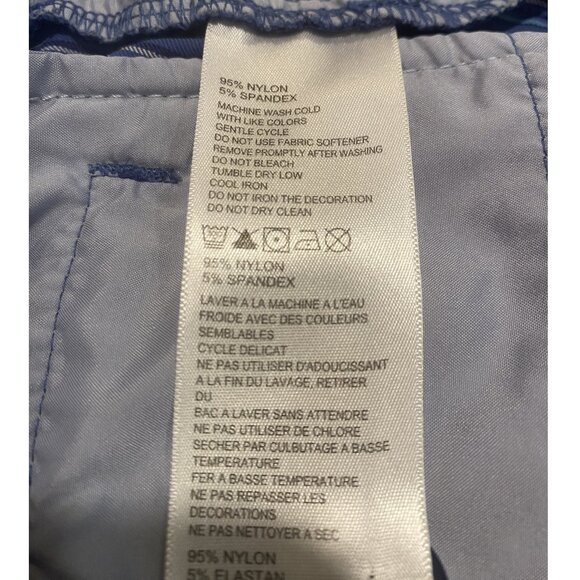 95% NYLON
5% SPANDEX
MACHINE WASH COLD
WITH LIKE COLORS
GENTLE CYCLE
DO NOT USE FABRIC SOFTENER
REMOVE PROMPTLY AFTER WASHING
DO NOT BLEACH
TUMBLE DRY LOW
COOL IRON
DO NOT IRON THE DECORATION
DO NOT DRY CLEAN
95% NYLON
5% SPANDEX
LAVER A LA MACHINE A L'EAU
FROIDE AVEC DES COULEURS
SEMBLABLES
CYCLE DELICAT
NE PAS UTILISER D'ADOUCISSANT
A LA FIN DU LAVAGE, RETIRER
DU
BAC A LAVER SANS ATTENDRE
NE PAS UTILISER DE CHLORE
SECHER PAR CULBUTAGE A BASSE
TEMPERATURE
FER A BASSE TEMPERATURE
NE PAS REPASSER LES
DECORATIONS
NE PAS NETTOYER A SEC
95% NYLON
5% ELASTAN